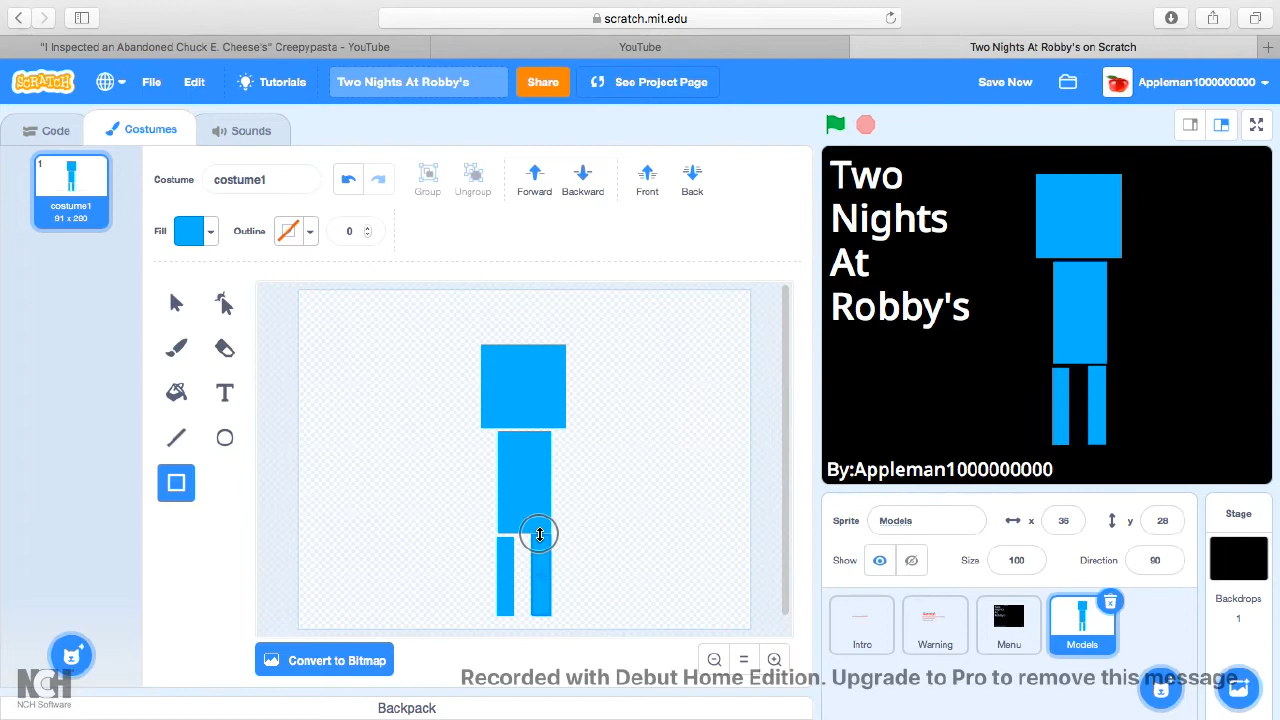 scratch.mit.edu
"I Inspected an Abandoned Chuck E. Cheese's" Creepypasta - YouTube
YouTube
Two Nights At Robby's on Scratch
SCRATCH
File
Edit
Tutorials
Two Nights At Robby's
Share
See Project Page
Save Now
Appleman1000000000
Code
Costumes
Sounds
1
costume1
91 x 280
Costume
costume1
Group
Ungroup
Forward
Backward
Front
Back
Fill
Outline
0
Convert to Bitmap
Backpack
Two
Nights
At
Robby's
By:Appleman1000000000
Sprite
Models
x
36
y
28
Show
Size
100
Direction
90
Intro
Warning
Menu
Models
Stage
Backdrops
1
NCH
NCH Software
Recorded with Debut Home Edition. Upgrade to Pro to remove this message.